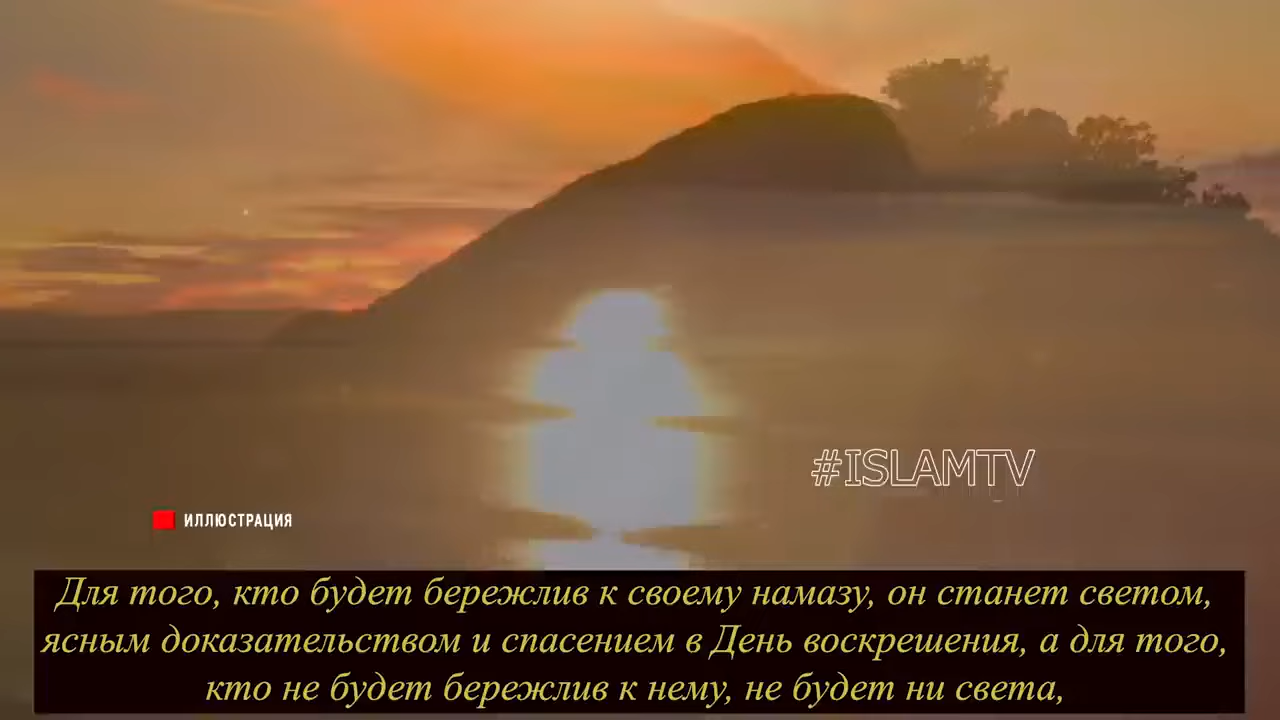 #ISLAMTV
ИЛЛЮСТРАЦИЯ
Для того, кто будет бережлив к своему намазу, он станет светом,
ясным доказательством и спасением в День воскрешения, а для того,
кто не будет бережлив к нему, не будет ни света,